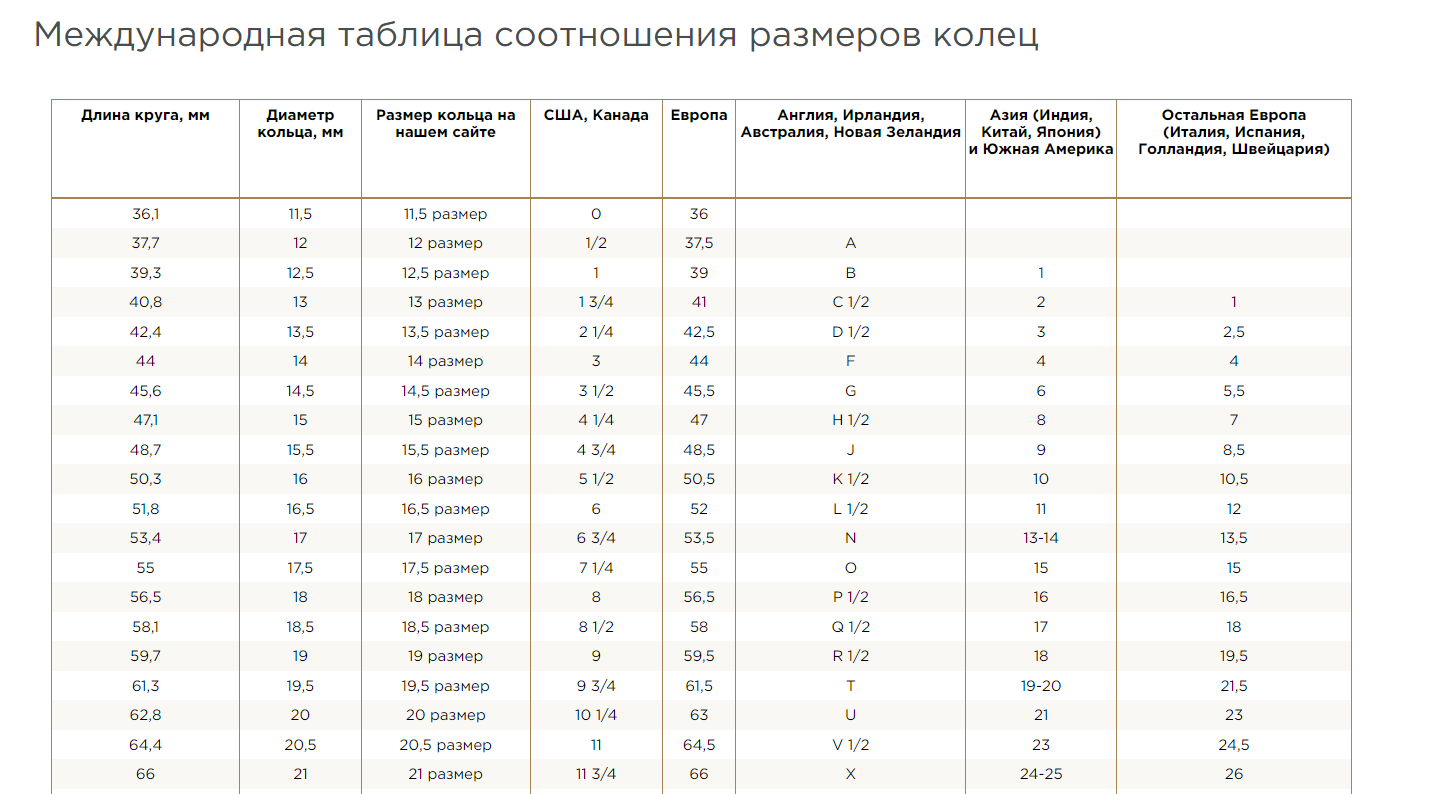 Международная таблица соотношения размеров колец
Длина круга, мм Диаметр кольца, мм Размер кольца на нашем сайте США, Канада Европа Англия, Ирландия, Австралия, Новая Зеландия Азия (Индия, Китай, Япония) и Южная Америка Остальная Европа (Италия, Испания, Голландия, Швейцария)
36,1 11,5 11,5 размер 0 36
37,7 12 12 размер 1/2 37,5 A
39,3 12,5 12,5 размер 1 39 B 1
40,8 13 13 размер 1 3/4 41 C 1/2 2 1
42,4 13,5 13,5 размер 2 1/4 42,5 D 1/2 3 2,5
44 14 14 размер 3 44 F 4 4
45,6 14,5 14,5 размер 3 1/2 45,5 G 6 5,5
47,1 15 15 размер 4 1/4 47 H 1/2 8 7
48,7 15,5 15,5 размер 4 3/4 48,5 J 9 8,5
50,3 16 16 размер 5 1/2 50,5 K 1/2 10 10,5
51,8 16,5 16,5 размер 6 52 L 1/2 11 12
53,4 17 17 размер 6 3/4 53,5 N 13-14 13,5
55 17,5 17,5 размер 7 1/4 55 O 15 15
56,5 18 18 размер 8 56,5 P 1/2 16 16,5
58,1 18,5 18,5 размер 8 1/2 58 Q 1/2 17 18
59,7 19 19 размер 9 59,5 R 1/2 18 19,5
61,3 19,5 19,5 размер 9 3/4 61,5 T 19-20 21,5
62,8 20 20 размер 10 1/4 63 U 21 23
64,4 20,5 20,5 размер 11 64,5 V 1/2 23 24,5
66 21 21 размер 11 3/4 66 X 24-25 26